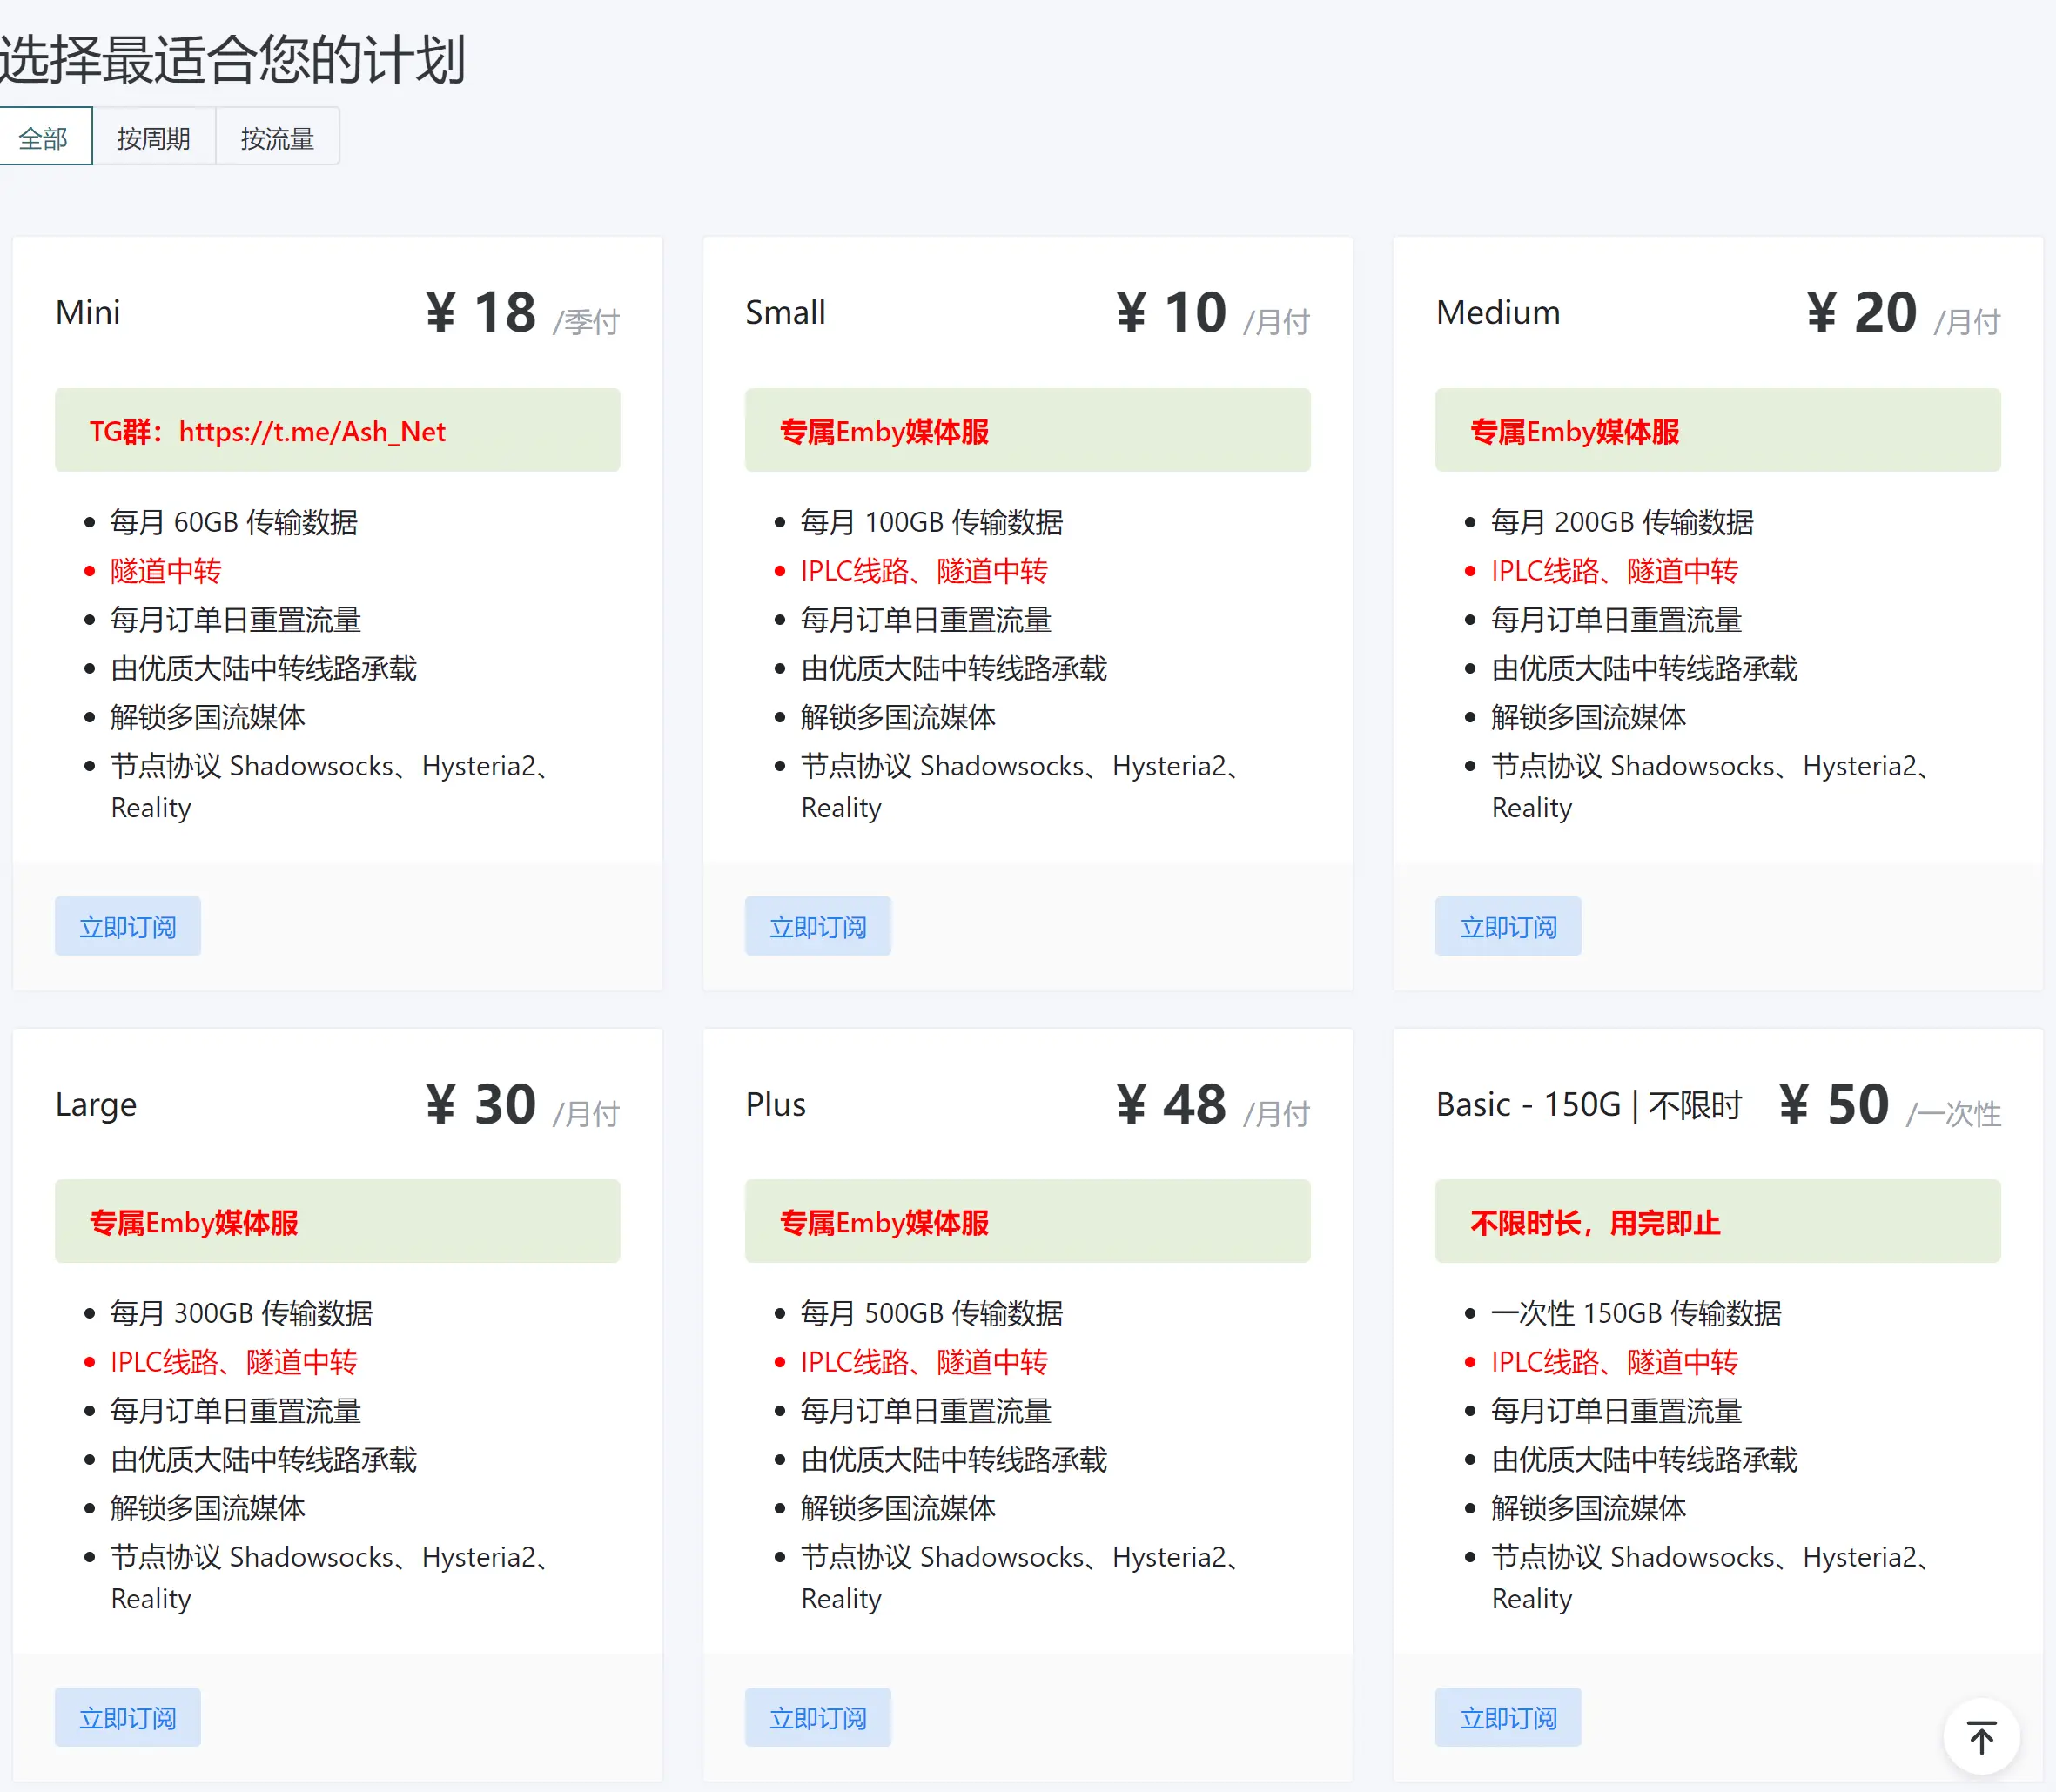 选择最适合您的计划
全部 按周期 按流量
Mini ¥ 18 /季付
TG群：https://t.me/Ash_Net
每月 60GB 传输数据
隧道中转
每月订单日重置流量
由优质大陆中转线路承载
解锁多国流媒体
节点协议 Shadowsocks、Hysteria2、
Reality
立即订阅
Small ¥ 10 /月付
专属Emby媒体服
每月 100GB 传输数据
IPLC线路、隧道中转
每月订单日重置流量
由优质大陆中转线路承载
解锁多国流媒体
节点协议 Shadowsocks、Hysteria2、
Reality
立即订阅
Medium ¥ 20 /月付
专属Emby媒体服
每月 200GB 传输数据
IPLC线路、隧道中转
每月订单日重置流量
由优质大陆中转线路承载
解锁多国流媒体
节点协议 Shadowsocks、Hysteria2、
Reality
立即订阅
Large ¥ 30 /月付
专属Emby媒体服
每月 300GB 传输数据
IPLC线路、隧道中转
每月订单日重置流量
由优质大陆中转线路承载
解锁多国流媒体
节点协议 Shadowsocks、Hysteria2、
Reality
立即订阅
Plus ¥ 48 /月付
专属Emby媒体服
每月 500GB 传输数据
IPLC线路、隧道中转
每月订单日重置流量
由优质大陆中转线路承载
解锁多国流媒体
节点协议 Shadowsocks、Hysteria2、
Reality
立即订阅
Basic - 150G | 不限时 ¥ 50 /一次性
不限时长，用完即止
一次性 150GB 传输数据
IPLC线路、隧道中转
每月订单日重置流量
由优质大陆中转线路承载
解锁多国流媒体
节点协议 Shadowsocks、Hysteria2、
Reality
立即订阅